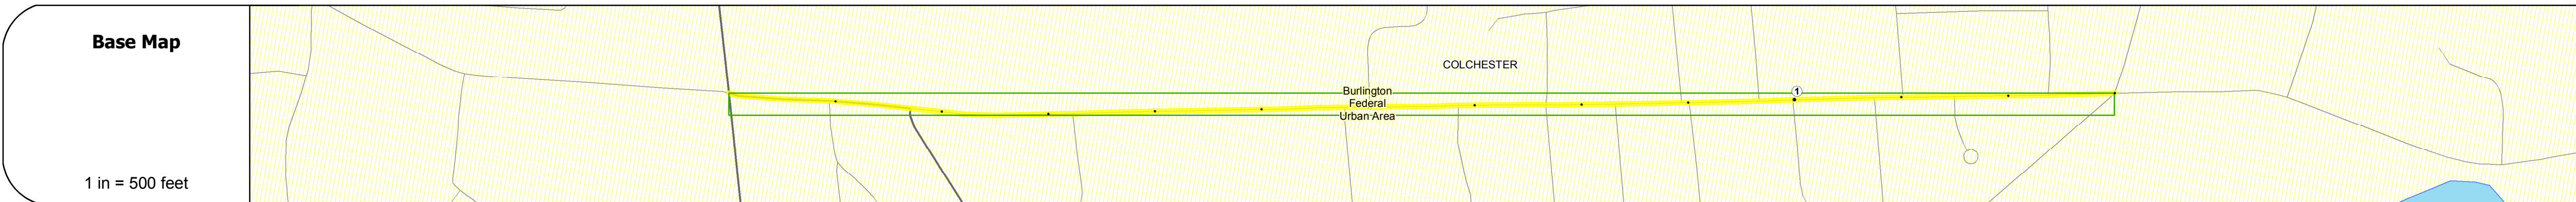 Base Map
1 in = 500 feet
COLCHESTER
Burlington
Federal
Urban Area
1